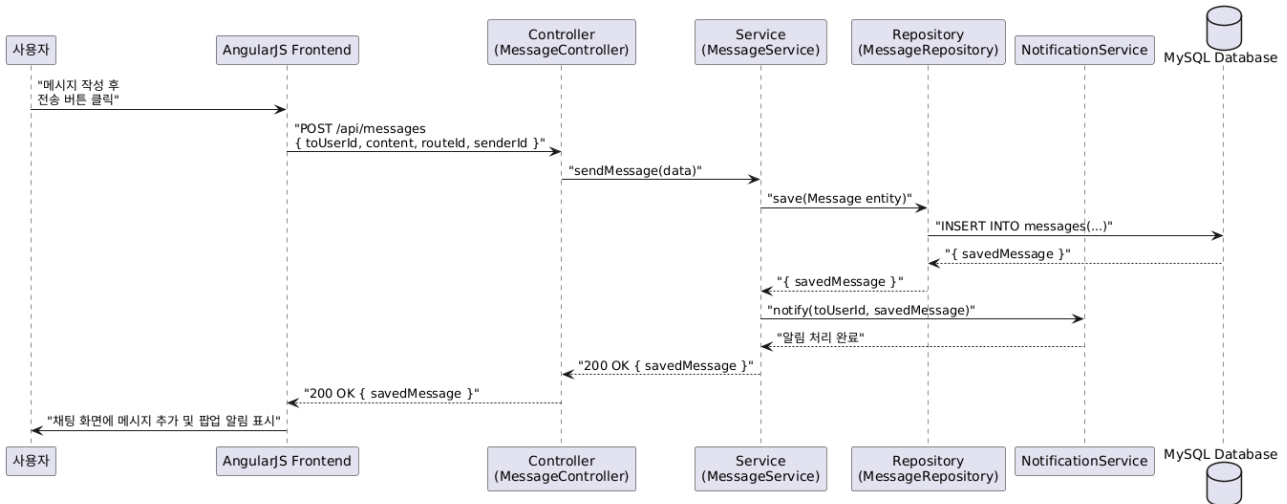 사용자
AngularJS Frontend
Controller
(MessageController)
Service
(MessageService)
Repository
(MessageRepository)
NotificationService
MySQL Database
"메시지 작성 후
전송 버튼 클릭"
"POST /api/messages
{ toUserId, content, routeId, senderId }"
"sendMessage(data)"
"save(Message entity)"
"INSERT INTO messages(...)"
"{ savedMessage }"
"{ savedMessage }"
"notify(toUserId, savedMessage)"
"알림 처리 완료"
"200 OK { savedMessage }"
"200 OK { savedMessage }"
"채팅 화면에 메시지 추가 및 팝업 알림 표시"
사용자
AngularJS Frontend
Controller
(MessageController)
Service
(MessageService)
Repository
(MessageRepository)
NotificationService
MySQL Database